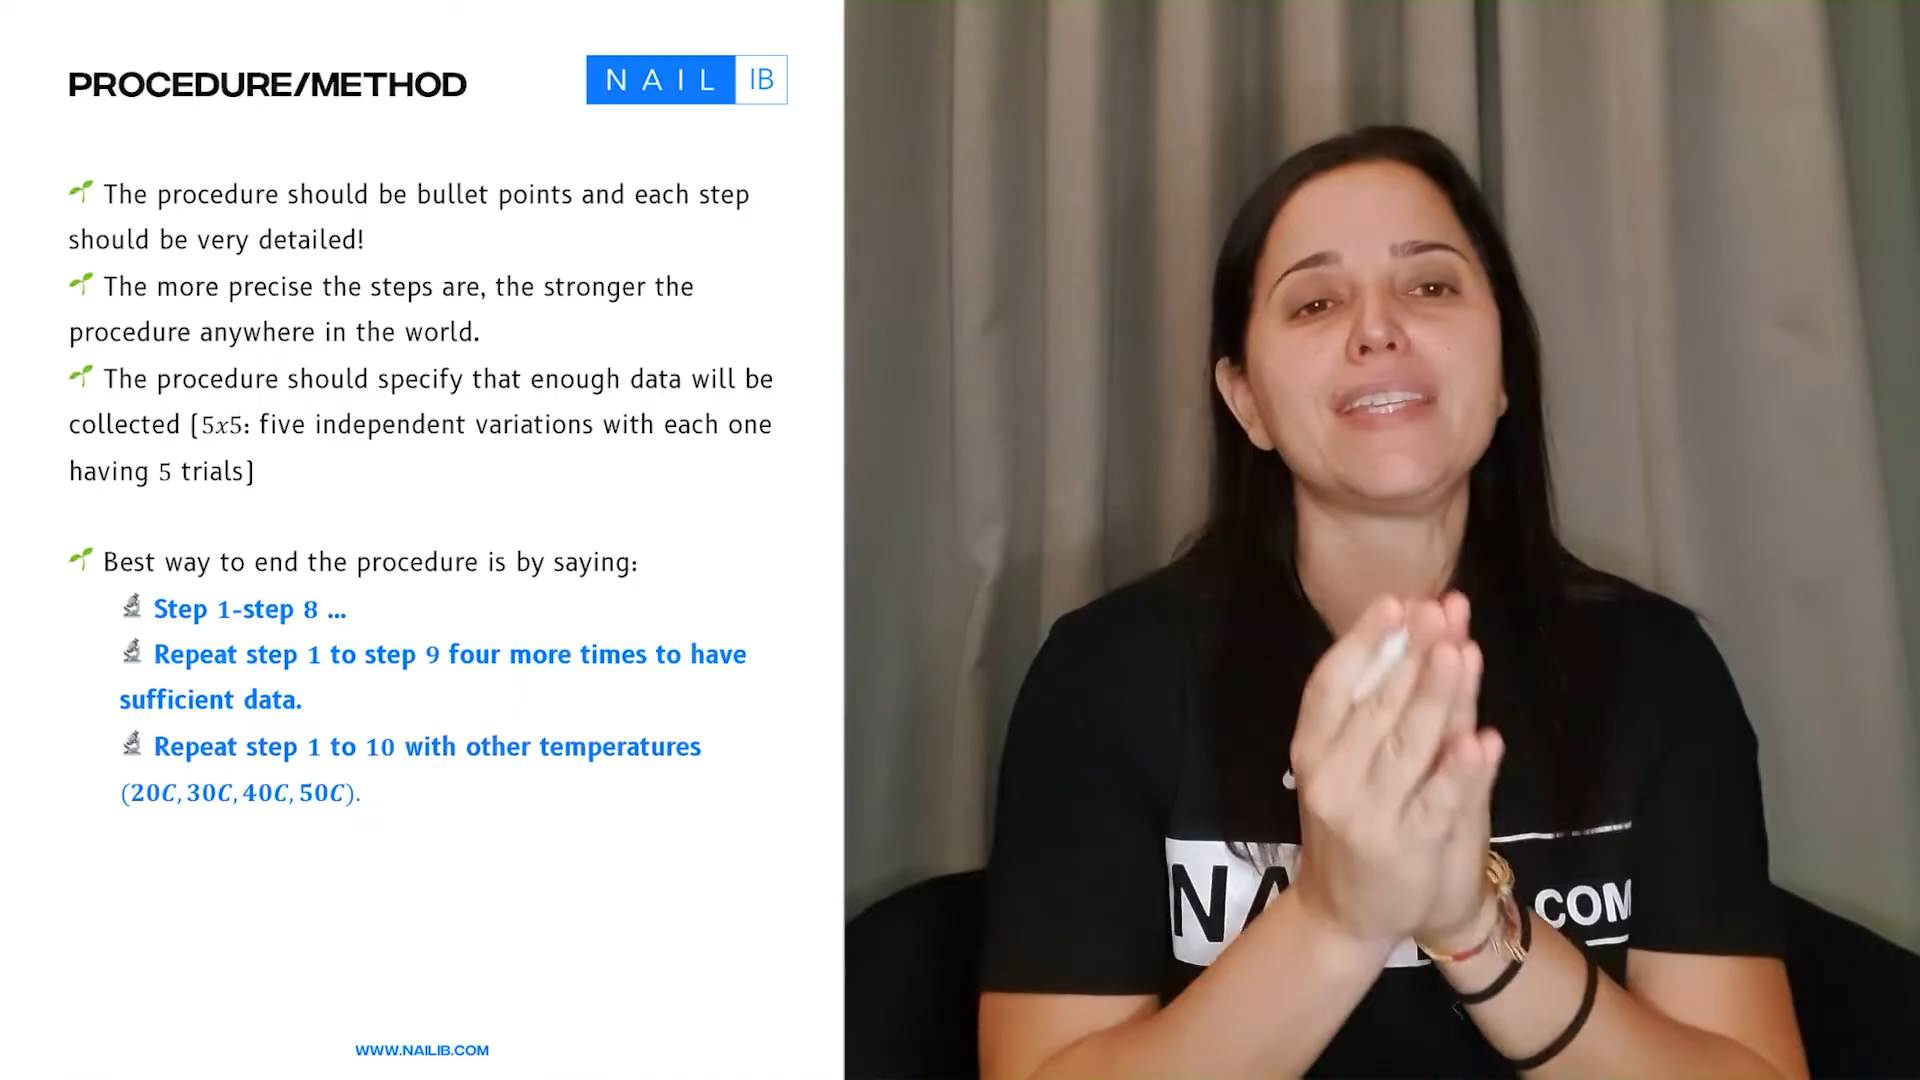 PROCEDURE/METHOD
NAIL IB
The procedure should be bullet points and each step
should be very detailed!
The more precise the steps are, the stronger the
procedure anywhere in the world.
The procedure should specify that enough data will be
collected [5x5: five independent variations with each one
having 5 trials]
Best way to end the procedure is by saying:
Step 1-step 8 ...
Repeat step 1 to step 9 four more times to have
sufficient data.
Repeat step 1 to 10 with other temperatures
(20C, 30C, 40C, 50C).
WWW.NAILIB.COM
.COM